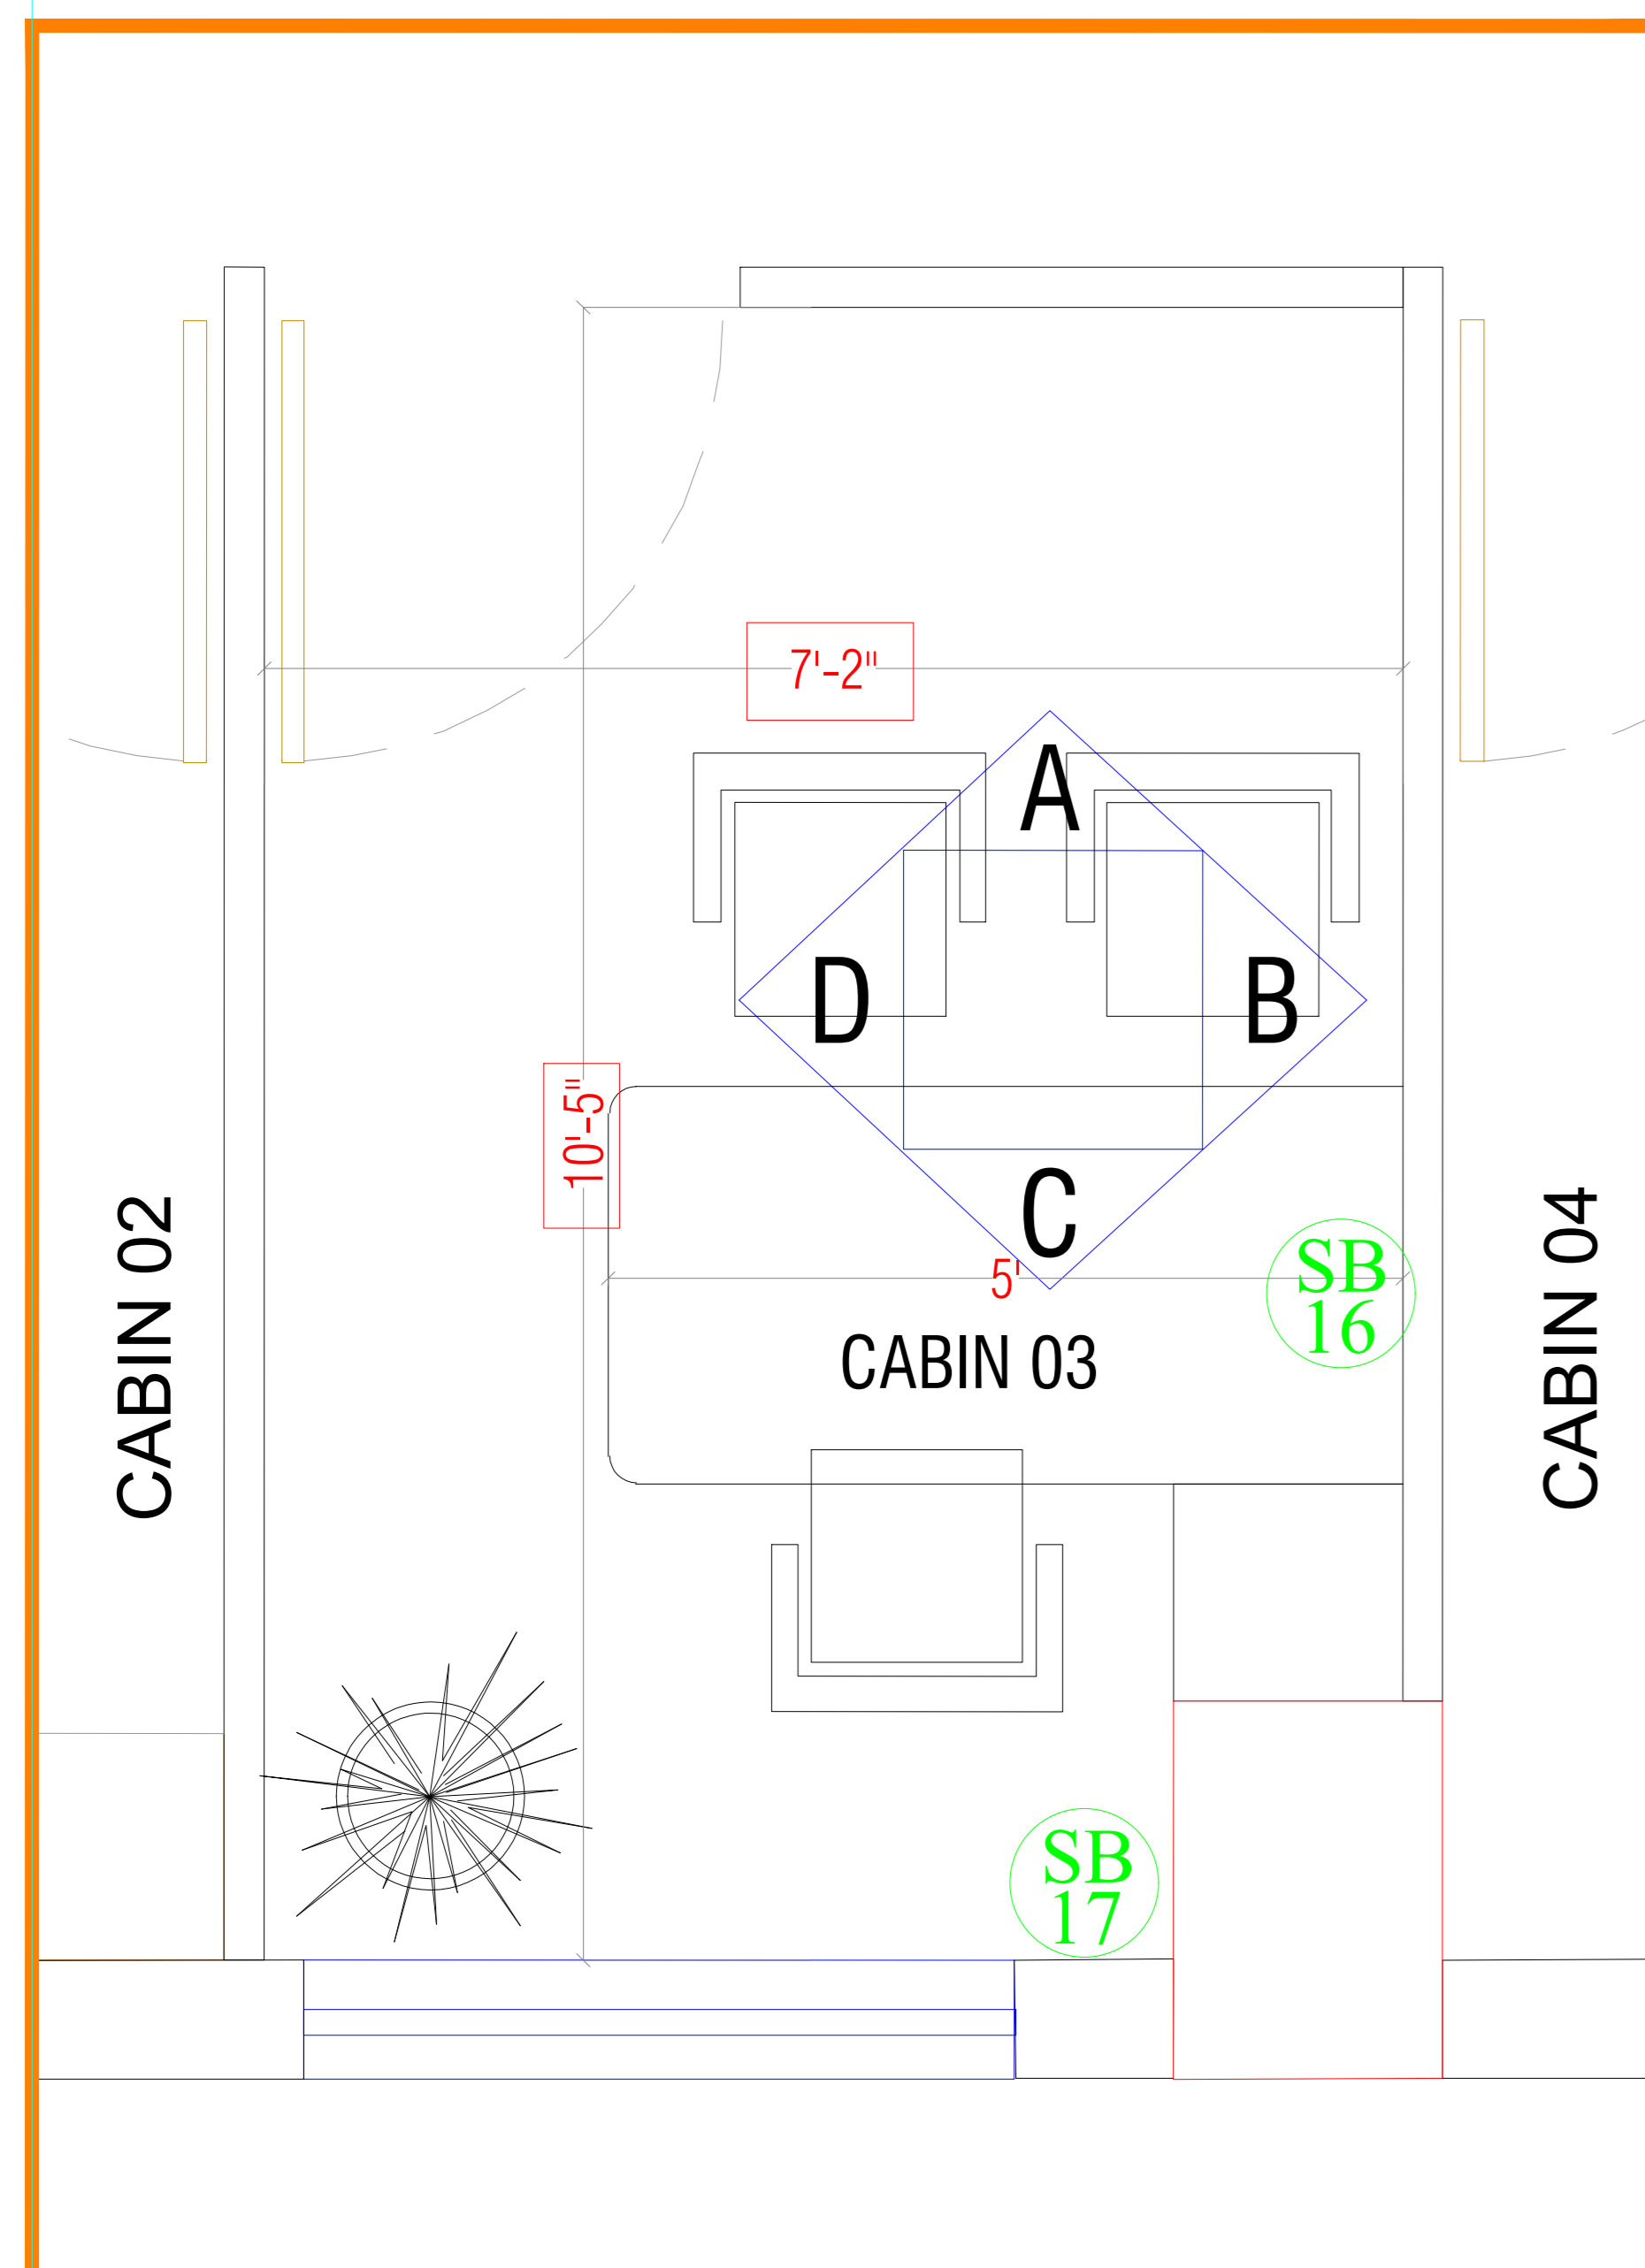 7'-2"
A
D
B
10'-5"
C
5'
SB
16
CABIN 03
CABIN 02
CABIN 04
SB
17